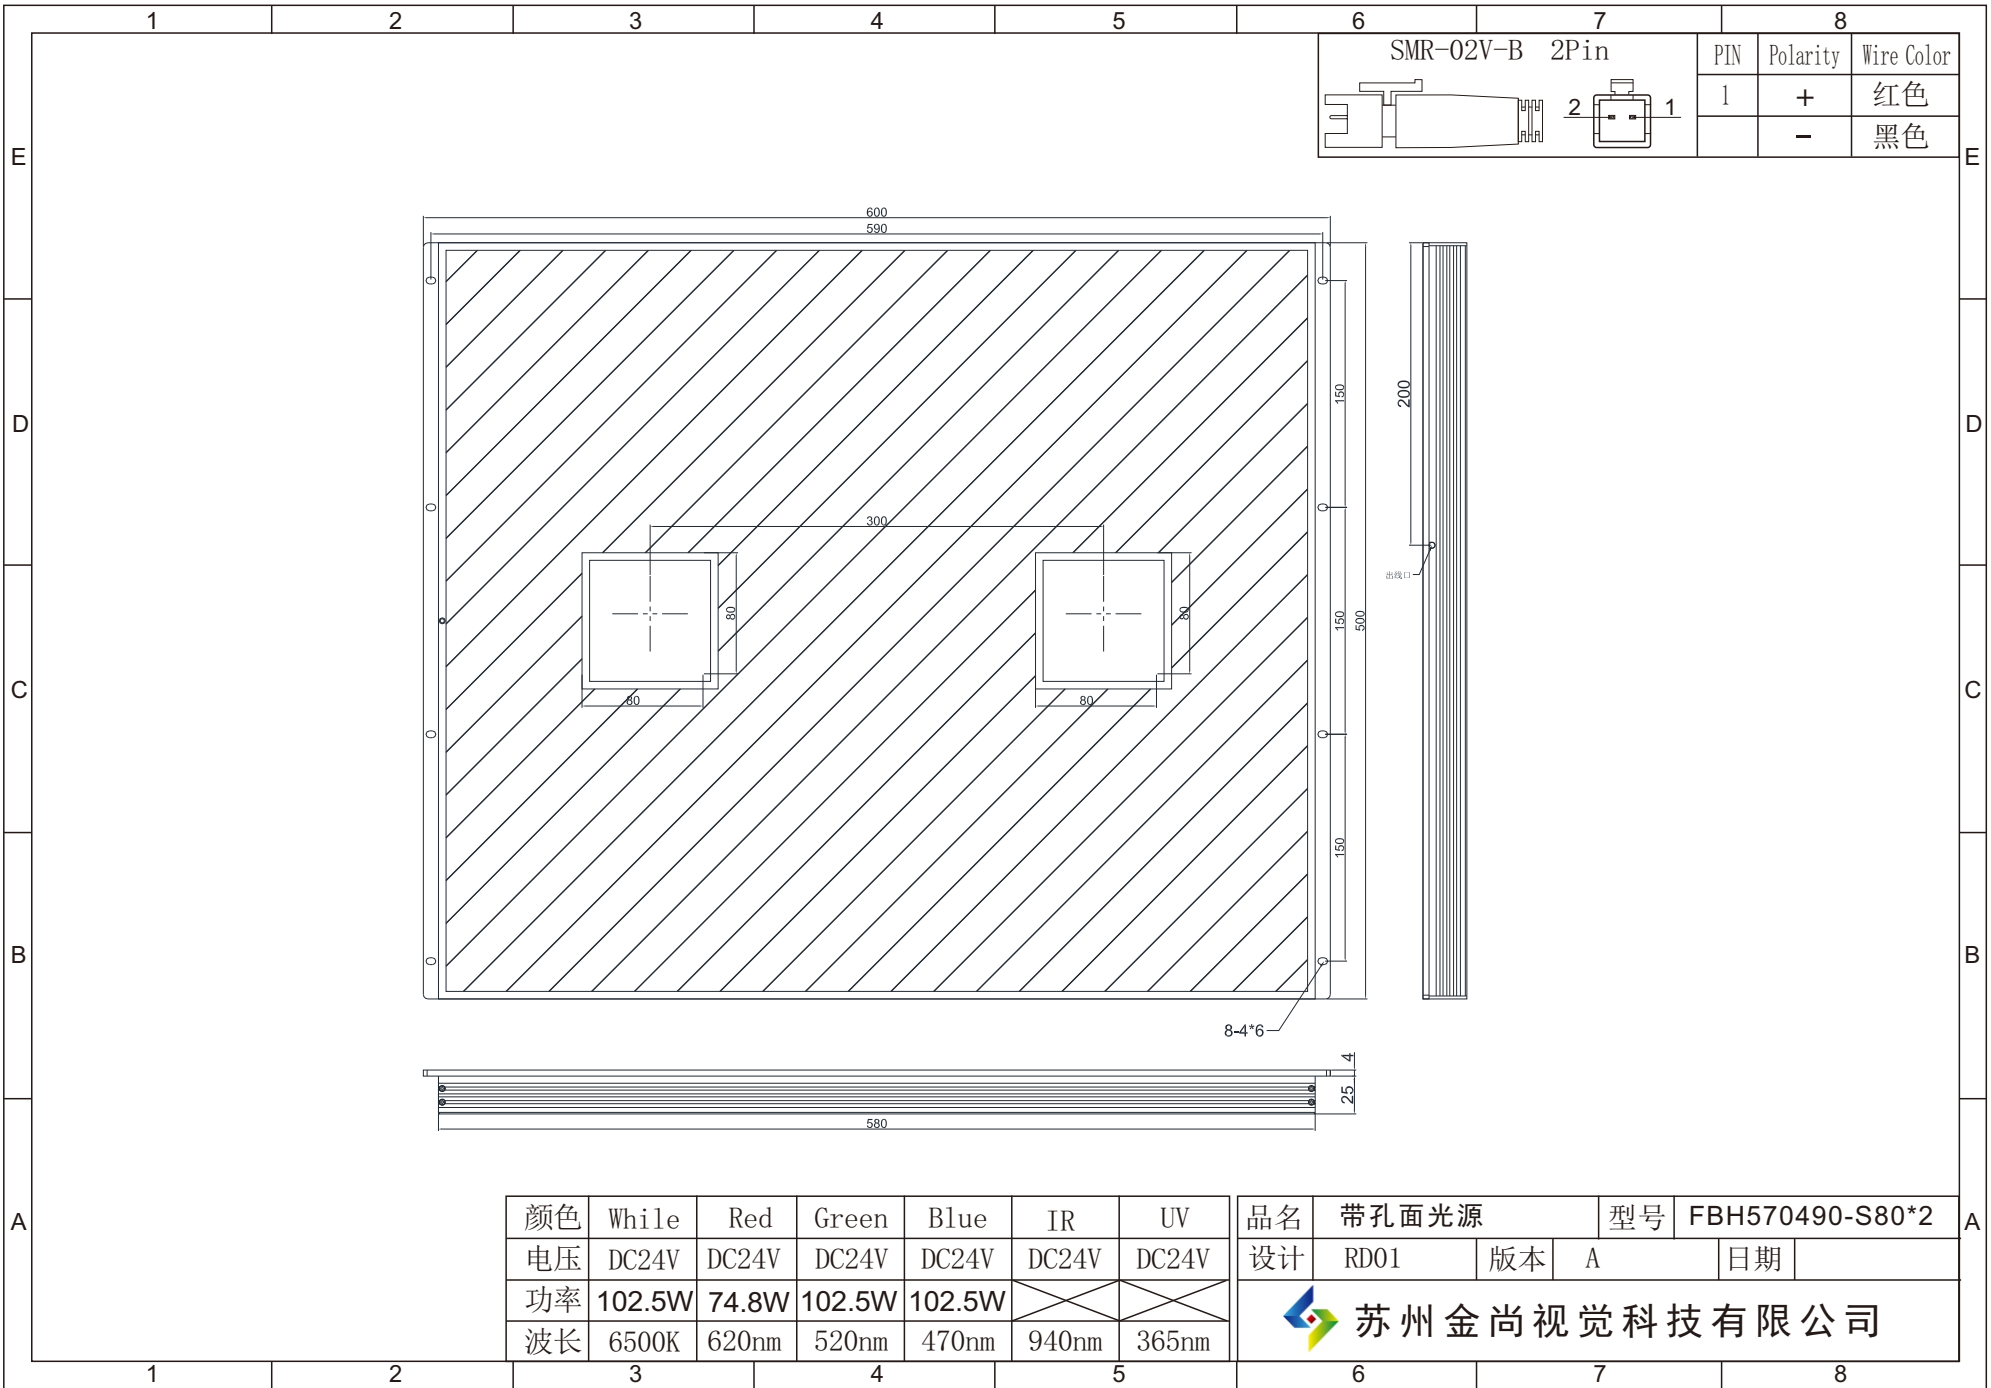 1 2 3 4 5 6 7 8
SMR-02V-B 2Pin
PIN Polarity Wire Color
1 + 红色
- 黑色
2 1
E E
600
590
D D
150
200
300
出线口
C C
80 80
150
500
80 80
150
B B
8-4*6
4
25
580
A A
颜色 While Red Green Blue IR UV
电压 DC24V DC24V DC24V DC24V DC24V DC24V
功率 102.5W 74.8W 102.5W 102.5W
波长 6500K 620nm 520nm 470nm 940nm 365nm
品名 带孔面光源 型号 FBH570490-S80*2
设计 RD01 版本 A 日期
苏州金尚视觉科技有限公司
1 2 3 4 5 6 7 8